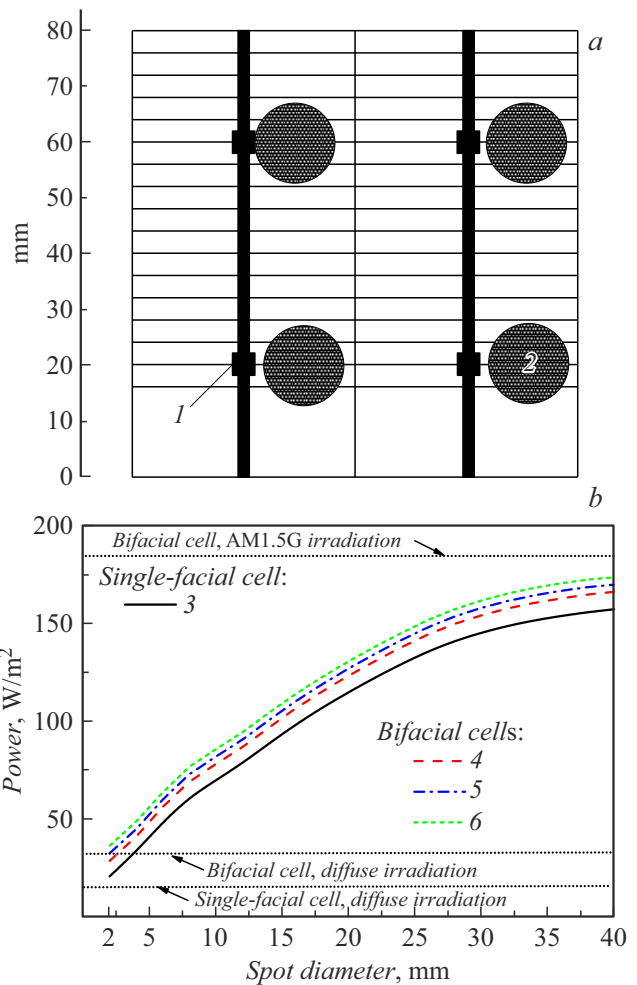 80
a
70
60
50
mm
40
30
20
2
1
10
0
b
200
Bifacial cell, AM1.5G irradiation
Single-facial cell:
3
150
Power, W/m²
100
Bifacial cells:
4
5
6
50
Bifacial cell, diffuse irradiation
Single-facial cell, diffuse irradiation
2 5 10 15 20 25 30 35 40
Spot diameter, mm